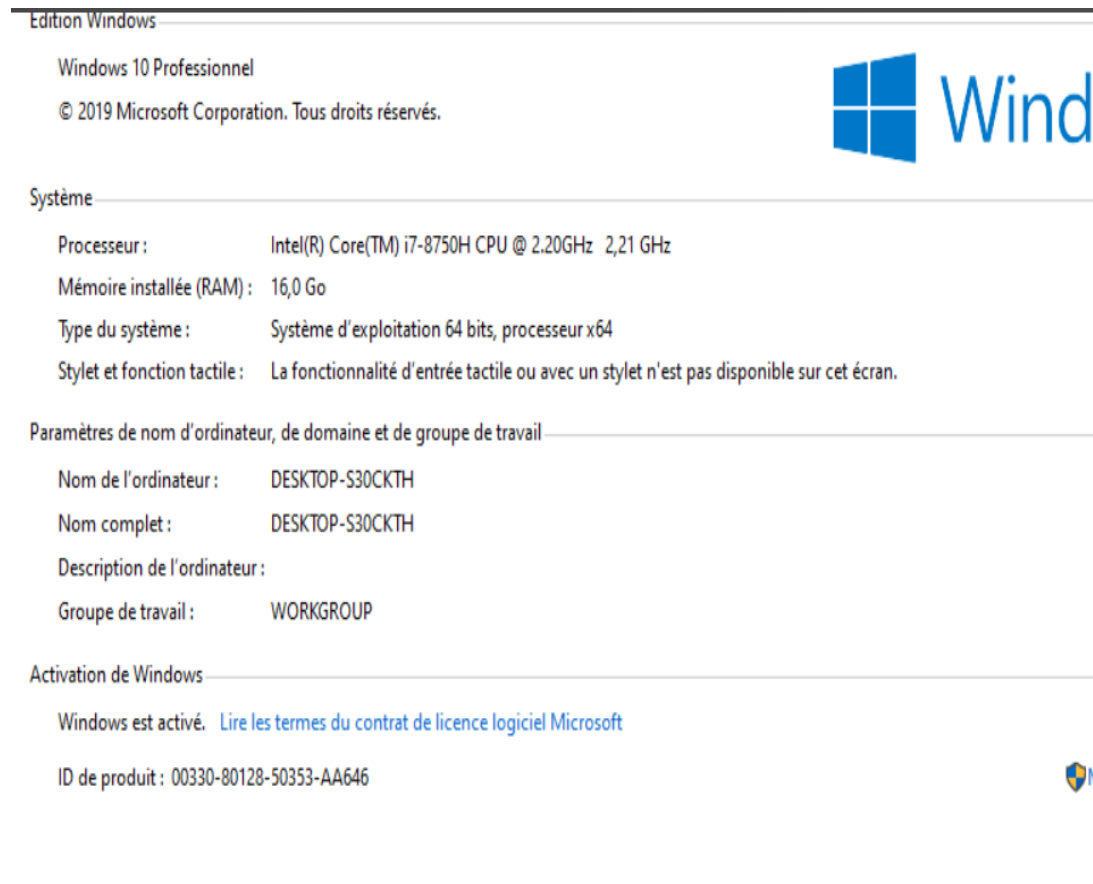 Edition Windows
Windows 10 Professionnel
© 2019 Microsoft Corporation. Tous droits réservés.
Wind
Système
Processeur : Intel(R) Core(TM) i7-8750H CPU @ 2.20GHz 2,21 GHz
Mémoire installée (RAM) : 16,0 Go
Type du système : Système d'exploitation 64 bits, processeur x64
Stylet et fonction tactile : La fonctionnalité d'entrée tactile ou avec un stylet n'est pas disponible sur cet écran.
Paramètres de nom d'ordinateur, de domaine et de groupe de travail
Nom de l'ordinateur : DESKTOP-S30CKTH
Nom complet : DESKTOP-S30CKTH
Description de l'ordinateur :
Groupe de travail : WORKGROUP
Activation de Windows
Windows est activé. Lire les termes du contrat de licence logiciel Microsoft
ID de produit : 00330-80128-50353-AA646